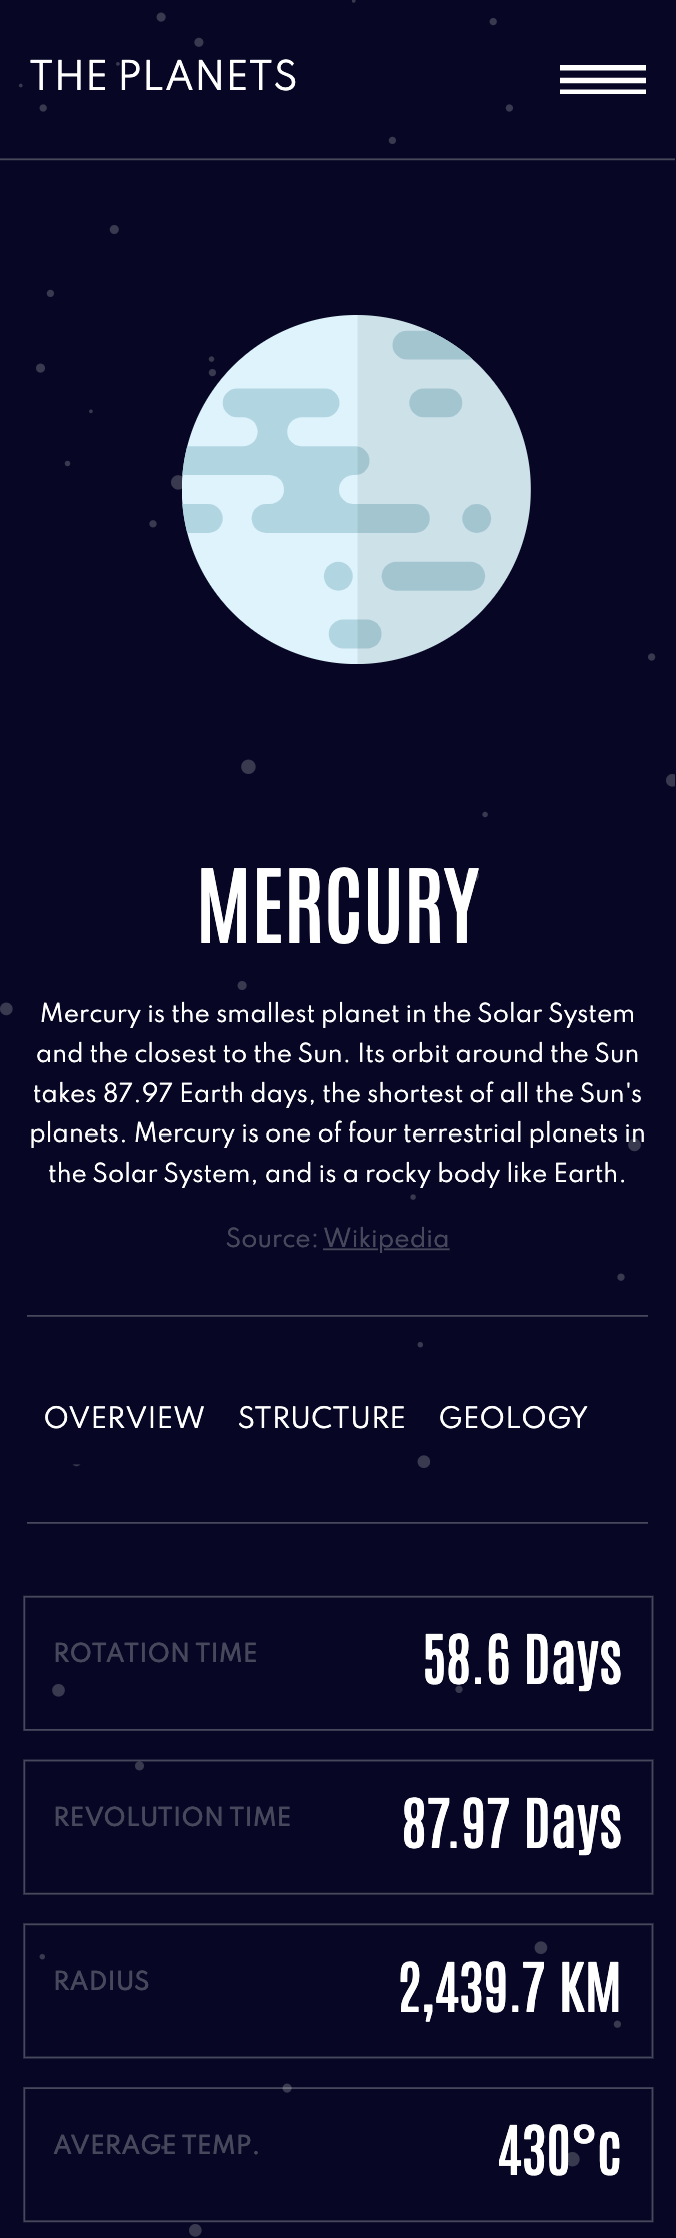 THE PLANETS
MERCURY
Mercury is the smallest planet in the Solar System
and the closest to the Sun. Its orbit around the Sun
takes 87.97 Earth days, the shortest of all the Sun's
planets. Mercury is one of four terrestrial planets in
the Solar System, and is a rocky body like Earth.
Source: Wikipedia
OVERVIEW STRUCTURE GEOLOGY
ROTATION TIME 58.6 Days
REVOLUTION TIME 87.97 Days
RADIUS 2,439.7 KM
AVERAGE TEMP. 430°c